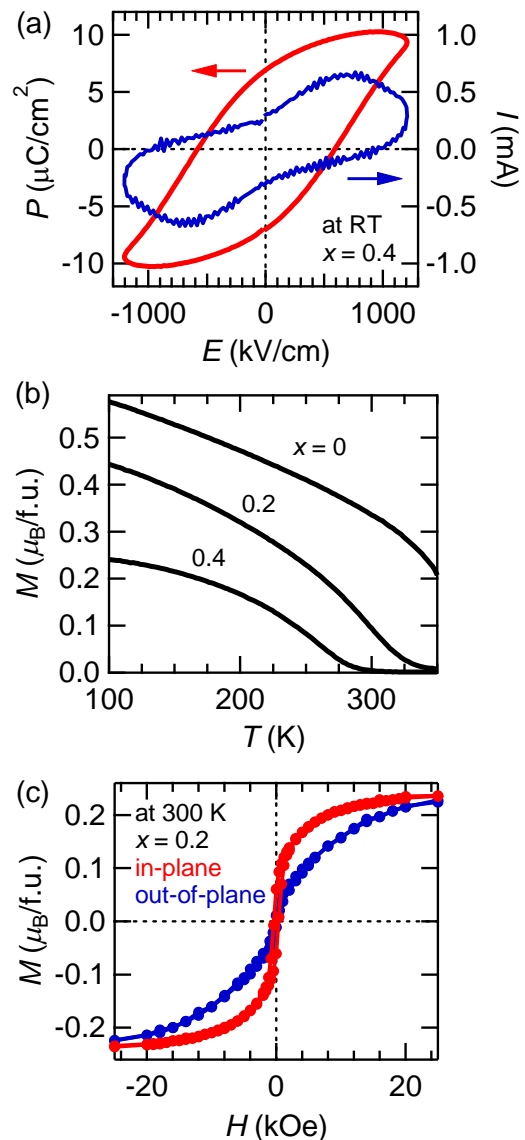 (a)
10
5
0
-5
-10
P (μC/cm²)
1.0
0.5
0.0
-0.5
-1.0
I (mA)
at RT
x = 0.4
-1000
0
1000
E (kV/cm)
(b)
0.5
0.4
0.3
0.2
0.1
0.0
M (μB/f.u.)
x = 0
0.2
0.4
100
200
300
T (K)
(c)
0.2
0.1
0.0
-0.1
-0.2
M (μB/f.u.)
at 300 K
x = 0.2
in-plane
out-of-plane
-20
0
20
H (kOe)